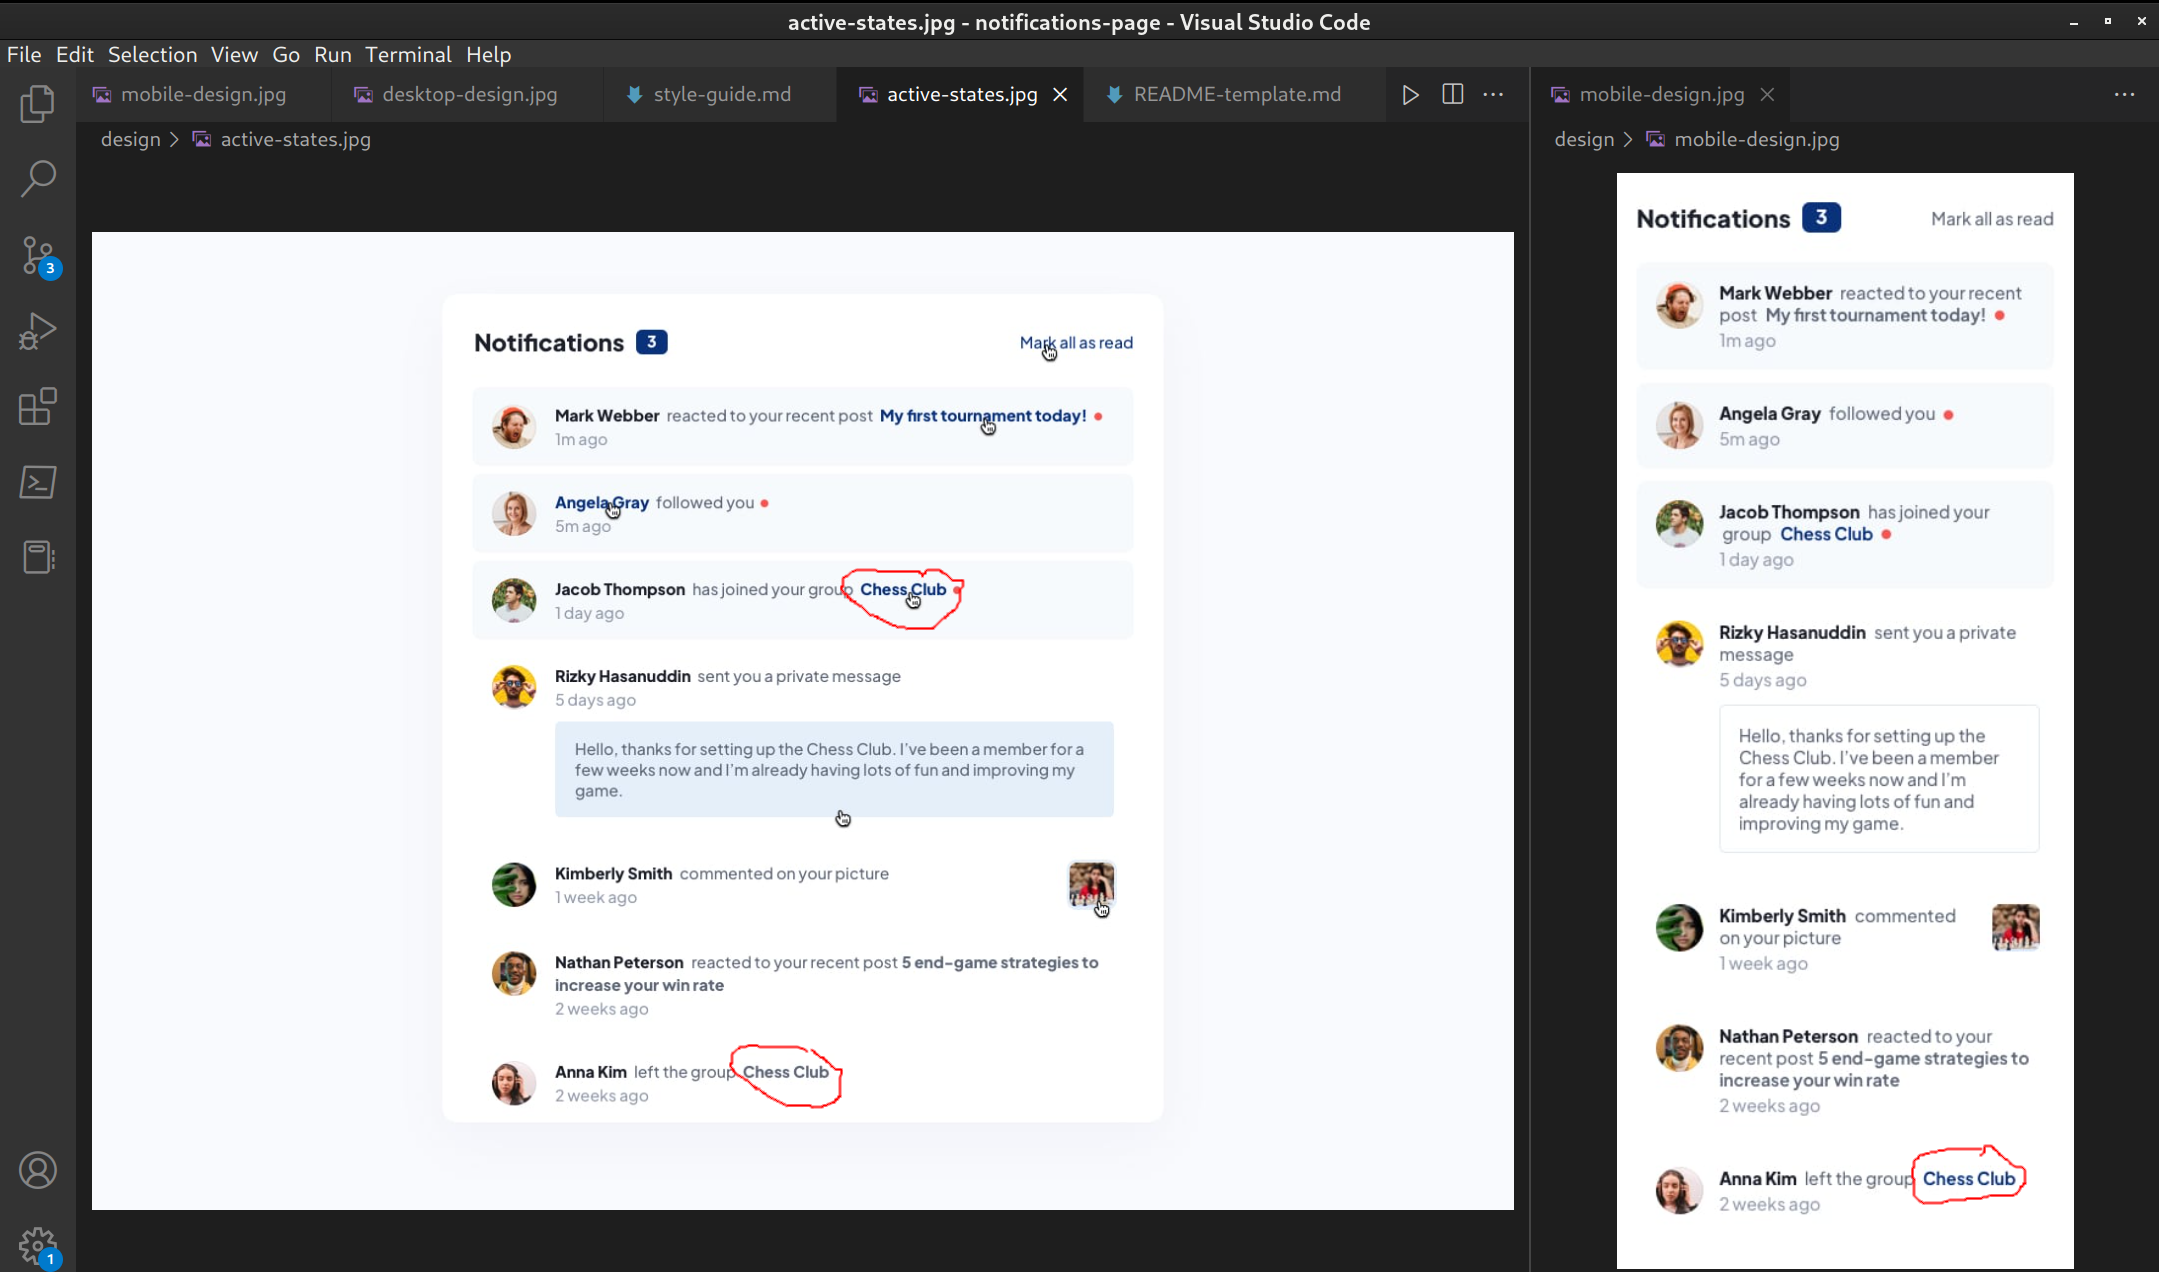 active-states.jpg - notifications-page - Visual Studio Code
File Edit Selection View Go Run Terminal Help
mobile-design.jpg desktop-design.jpg style-guide.md active-states.jpg README-template.md
design > active-states.jpg
Notifications 3
Mark all as read
Mark Webber reacted to your recent post My first tournament today!
1m ago
Angela Gray followed you
5m ago
Jacob Thompson has joined your group Chess Club
1 day ago
Rizky Hasanuddin sent you a private message
5 days ago
Hello, thanks for setting up the Chess Club. I've been a member for a
few weeks now and I'm already having lots of fun and improving my
game.
Kimberly Smith commented on your picture
1 week ago
Nathan Peterson reacted to your recent post 5 end-game strategies to
increase your win rate
2 weeks ago
Anna Kim left the group Chess Club
2 weeks ago
3
1
mobile-design.jpg
design > mobile-design.jpg
Notifications 3
Mark all as read
Mark Webber reacted to your recent
post My first tournament today!
1m ago
Angela Gray followed you
5m ago
Jacob Thompson has joined your
group Chess Club
1 day ago
Rizky Hasanuddin sent you a private
message
5 days ago
Hello, thanks for setting up the
Chess Club. I've been a member
for a few weeks now and I'm
already having lots of fun and
improving my game.
Kimberly Smith commented
on your picture
1 week ago
Nathan Peterson reacted to your
recent post 5 end-game strategies to
increase your win rate
2 weeks ago
Anna Kim left the group Chess Club
2 weeks ago